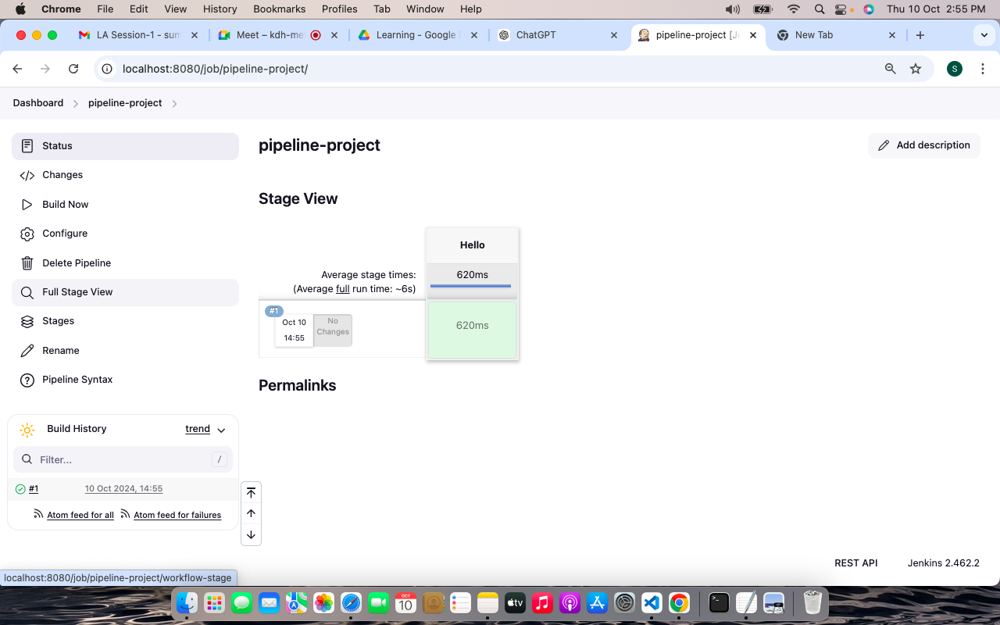 Chrome File Edit View History Bookmarks Profiles Tab Window Help Thu 10 Oct 2:55 PM
LA Session-1 - sum Meet – kdh-me Learning - Google ChatGPT pipeline-project [Je New Tab
localhost:8080/job/pipeline-project/ S
Dashboard pipeline-project
Status
Changes
Build Now
Configure
Delete Pipeline
Full Stage View
Stages
Rename
Pipeline Syntax
Build History trend
Filter... /
#1 10 Oct 2024, 14:55
Atom feed for all Atom feed for failures
pipeline-project
Add description
Stage View
Hello
Average stage times:
(Average full run time: ~6s)
620ms
#1
Oct 10
14:55
No
Changes
620ms
Permalinks
REST API Jenkins 2.462.2
localhost:8080/job/pipeline-project/workflow-stage
OCT
10
tv